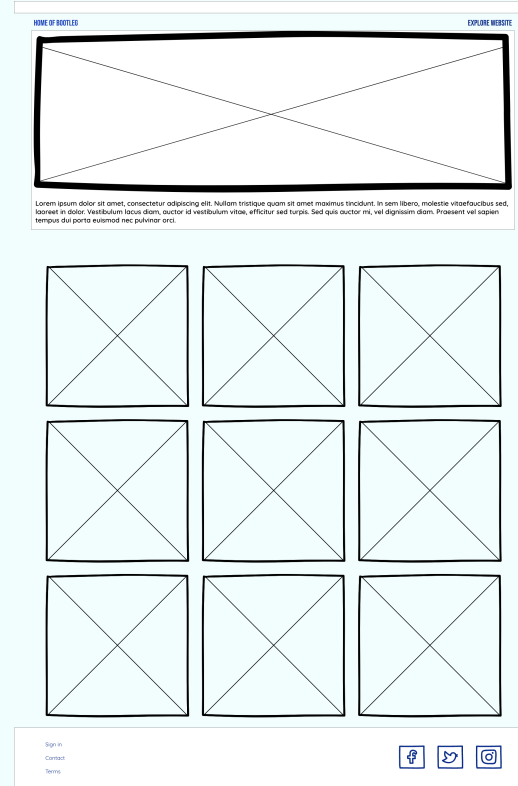 HOME OF BOOTLEG
EXPLORE WEBSITE
Lorem ipsum dolor sit amet, consectetur adipiscing elit. Nullam tristique quam sit amet maximus tincidunt. In sem libero, molestie vitaefaucibus sed,
laoreet in dolor. Vestibulum lacus diam, auctor id vestibulum vitae, efficitur sed turpis. Sed quis auctor mi, vel dignissim diam. Praesent vel sapien
tempus dui porta euismod nec pulvinar orci.
Sign in
Contact
Terms